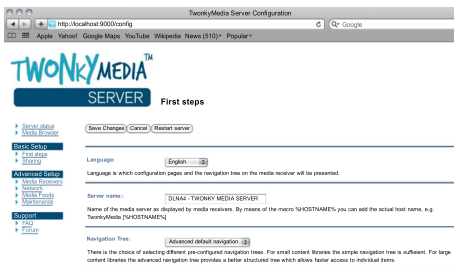 TwonkyMedia Server Configuration
http://localhost:9000/config
Google
Apple Yahoo! Google Maps YouTube Wikipedia News (510) Popular
TWONKYMEDIA™
SERVER
First steps
Server status
Media Browser
Save Changes Cancel Restart server
Basic Setup
First steps
Sharing
Advanced Setup
Media Receivers
Network
Media Feeds
Maintenance
Support
FAQ
Forum
Language:
English
Language is which configuration pages and the navigation tree on the media receiver will be presented.
Server name::
DLNA4 - TWONKY MEDIA SERVER
Name of the media server as displayed by media receivers. By means of the macro %HOSTNAME% you can add the actual host name, e.g.
TwonkyMedia [%HOSTNAME%]
Navigation Tree:
Advanced default navigation
There is the choice of selecting different pre-configured navigation trees. For small content libraries the simple navigation tree is suffieint. For large
content libraries the advanced navigation tree provides a better structured tree which allows faster access to individual items.